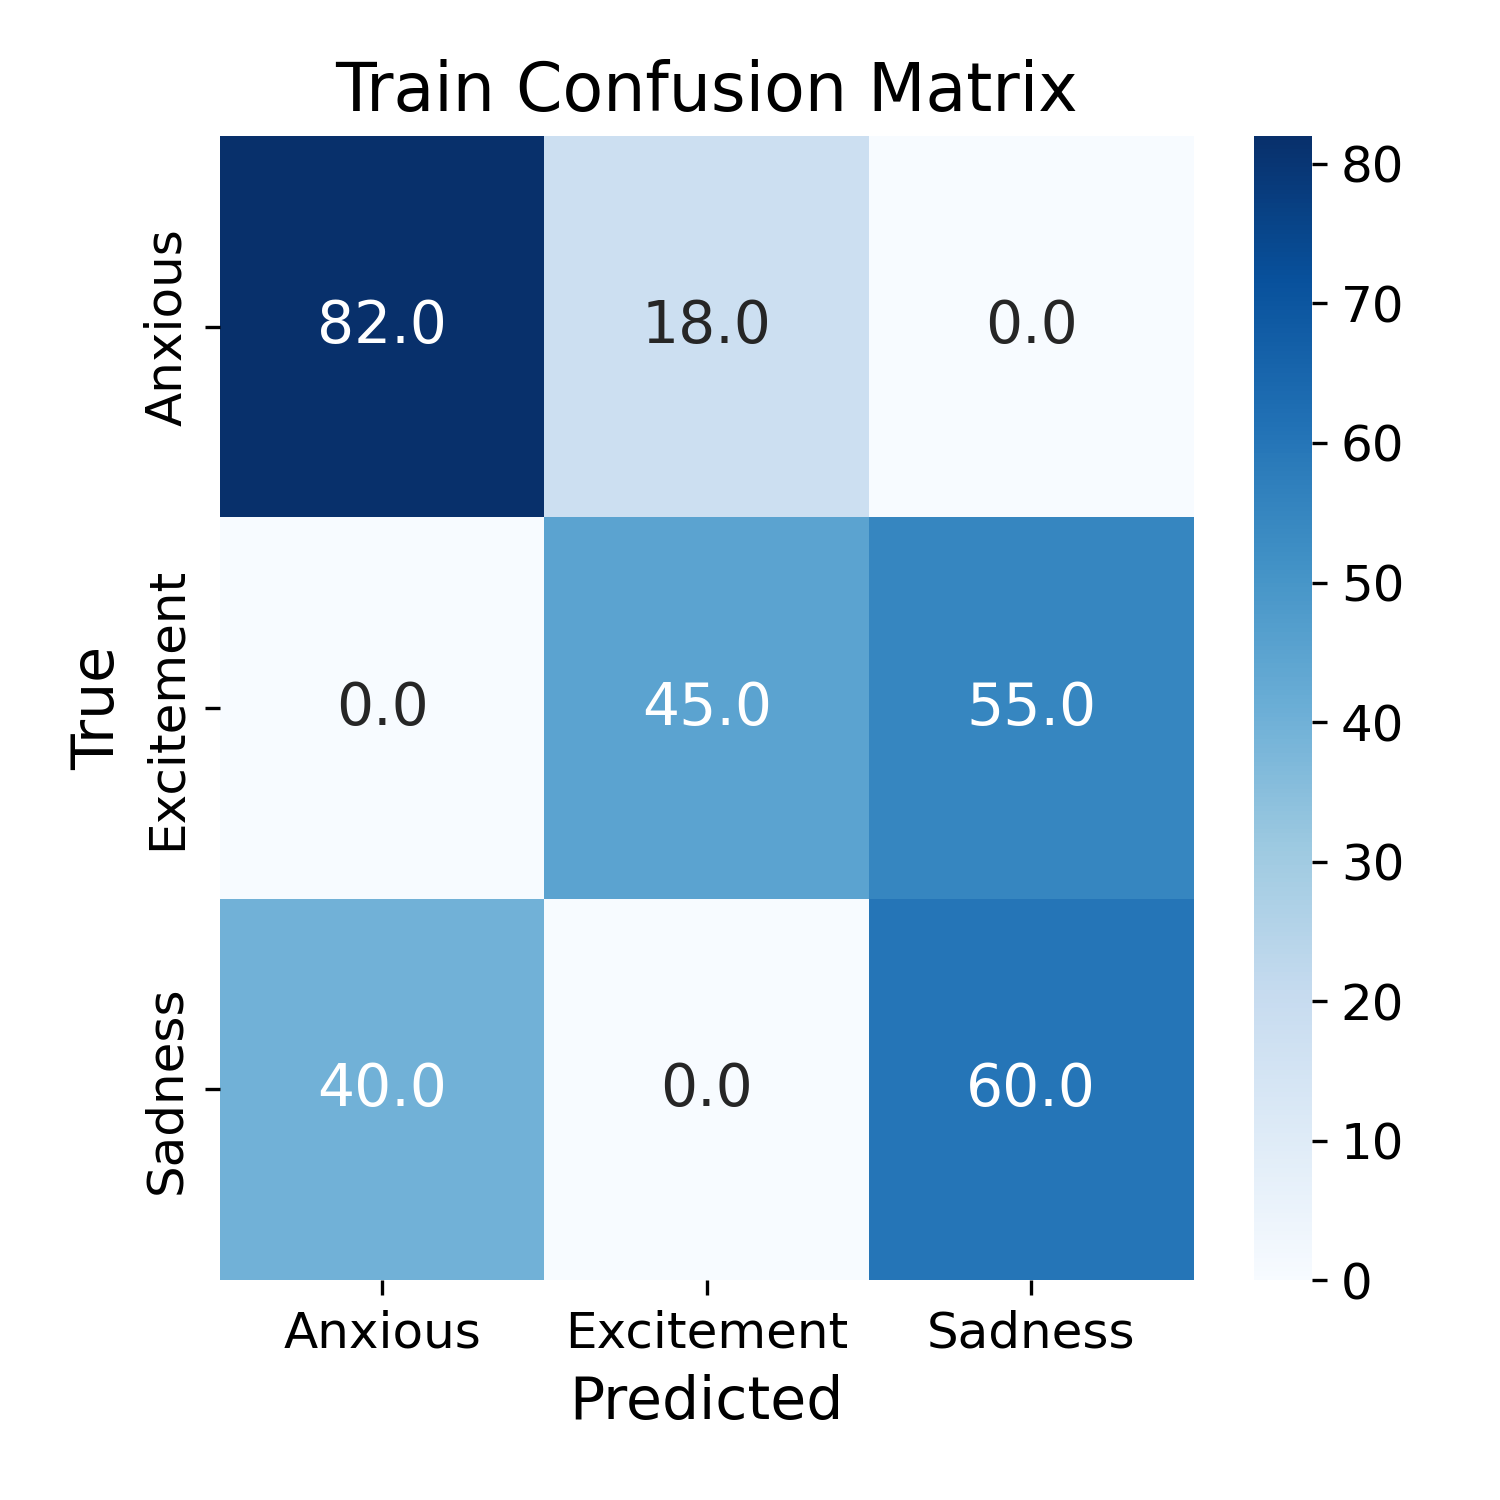 Train Confusion Matrix
True
Anxious
82.0 18.0 0.0
Excitement
0.0 45.0 55.0
Sadness
40.0 0.0 60.0
Anxious Excitement Sadness
Predicted
80
70
60
50
40
30
20
10
0